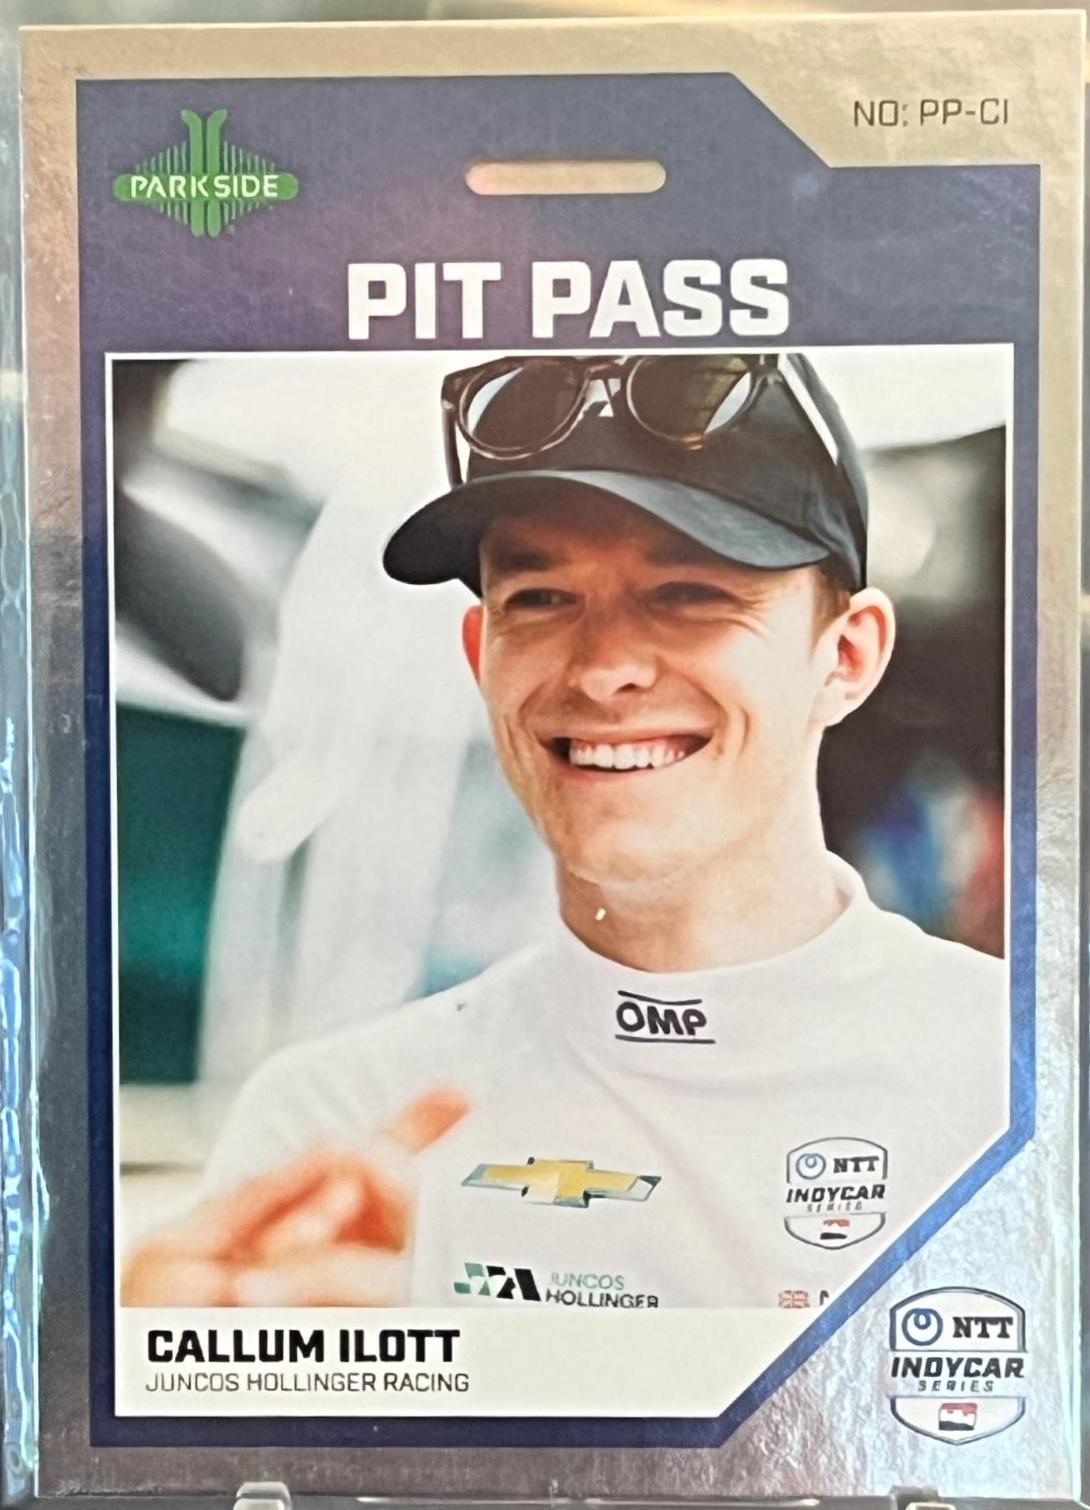 NO: PP-CI
PARKSIDE
PIT PASS
OMP
NTT
INDYCAR
SERIES
JUNCOS
HOLLINGER
CALLUM ILOTT
JUNCOS HOLLINGER RACING
NTT
INDYCAR
SERIES